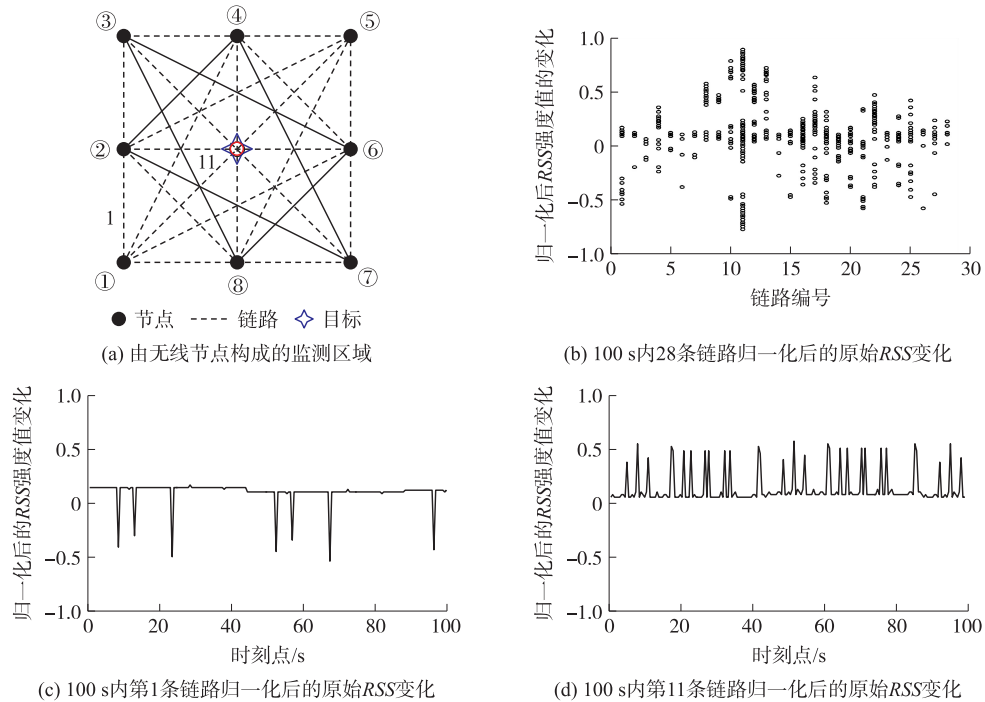 ③ ④ ⑤
② 11 ⑥
1
① ⑧ ⑦
节点 链路 目标
(a) 由无线节点构成的监测区域
归一化后RSS强度值的变化
1.0
0.5
0
−0.5
−1.0
0 5 10 15 20 25 30
链路编号
(b) 100 s内28条链路归一化后的原始RSS变化
归一化后的RSS强度值变化
1.0
0.5
0
−0.5
−1.0
0 20 40 60 80 100
时刻点/s
(c) 100 s内第1条链路归一化后的原始RSS变化
归一化后的RSS强度值变化
1.0
0.5
0
−0.5
−1.0
0 20 40 60 80 100
时刻点/s
(d) 100 s内第11条链路归一化后的原始RSS变化